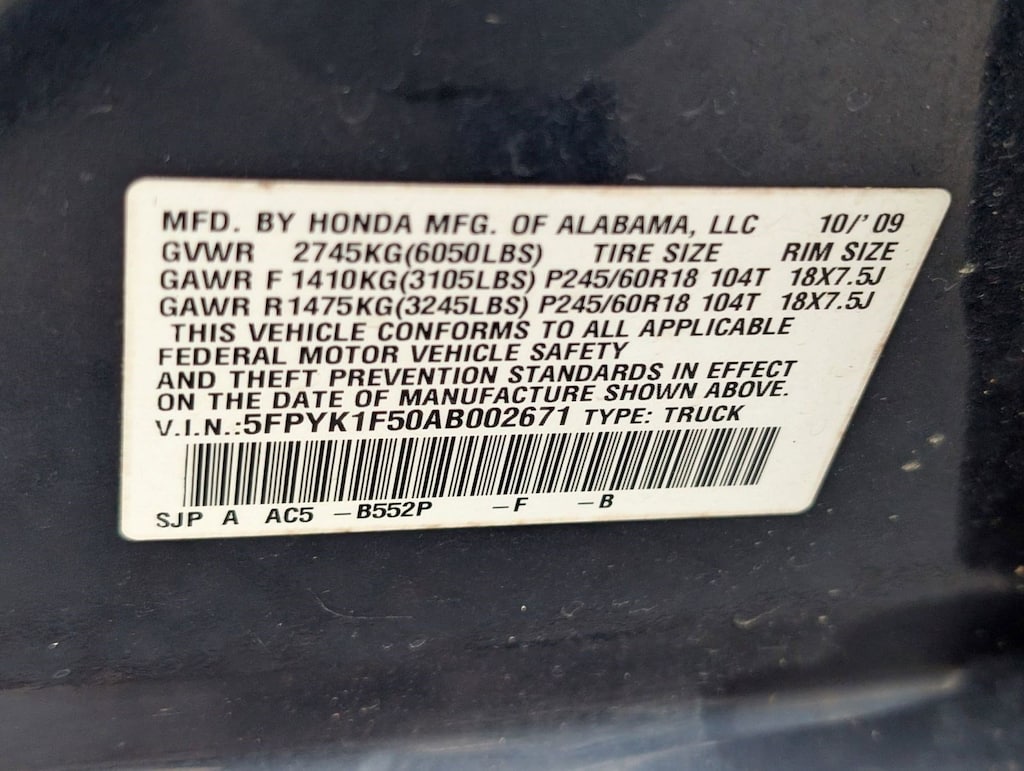 MFD. BY HONDA MFG. OF ALABAMA, LLC 10/'09
GVWR 2745KG(6050LBS) TIRE SIZE RIM SIZE
GAWR F 1410KG(3105LBS) P245/60R18 104T 18X7.5J
GAWR R 1475KG(3245LBS) P245/60R18 104T 18X7.5J
THIS VEHICLE CONFORMS TO ALL APPLICABLE
FEDERAL MOTOR VEHICLE SAFETY
AND THEFT PREVENTION STANDARDS IN EFFECT
ON THE DATE OF MANUFACTURE SHOWN ABOVE.
V.I.N.:5FPYK1F50AB002671 TYPE: TRUCK
SJP A AC5 –B552P –F –B